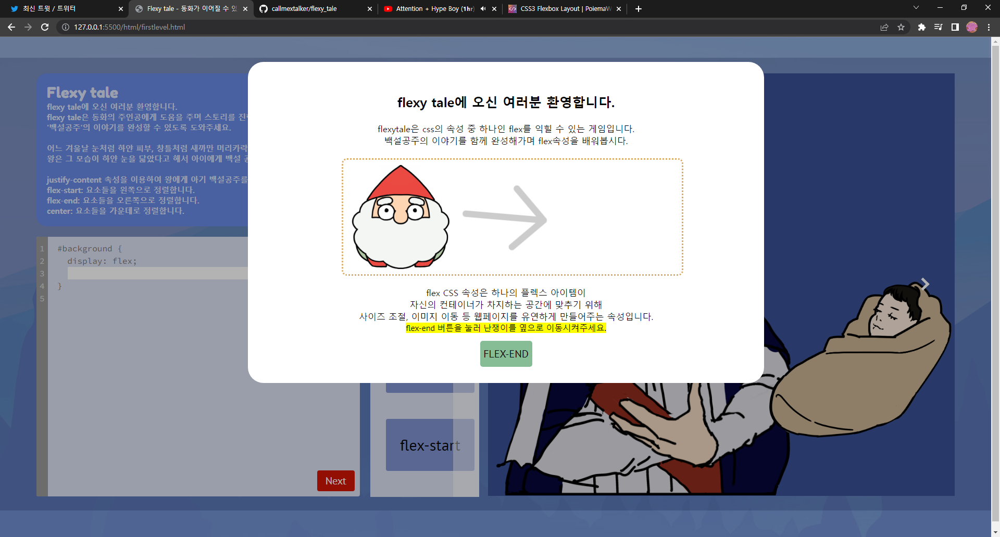 최신 트윗 / 트위터
Flexy tale - 동화가 이어질 수 있
callmextalker/flexy_tale
Attention + Hype Boy (1hr)
CSS3 Flexbox Layout | PoiemaW
127.0.0.1:5500/html/firstlevel.html
Flexy tale
flexy tale에 오신 여러분 환영합니다.
flexy tale은 동화의 주인공에게 도움을 주며 스토리를 진
'백설공주'의 이야기를 완성할 수 있도록 도와주세요.
어느 겨울날 눈처럼 하얀 피부, 창틀처럼 새까만 머리카락
왕은 그 모습이 하얀 눈을 닮았다고 해서 아이에게 백설 공
justify-content 속성을 이용하여 왕에게 아기 백설공주를
flex-start: 요소들을 왼쪽으로 정렬합니다.
flex-end: 요소들을 오른쪽으로 정렬합니다.
center: 요소들을 가운데로 정렬합니다.
1 #background {
2 display: flex;
3
4 }
5
Next
flex-start
flexy tale에 오신 여러분 환영합니다.
flexytale은 css의 속성 중 하나인 flex를 익힐 수 있는 게임입니다.
백설공주의 이야기를 함께 완성해가며 flex속성을 배워봅시다.
flex CSS 속성은 하나의 플렉스 아이템이
자신의 컨테이너가 차지하는 공간에 맞추기 위해
사이즈 조절, 이미지 이동 등 웹페이지를 유연하게 만들어주는 속성입니다.
flex-end 버튼을 눌러 난쟁이를 옆으로 이동시켜주세요.
FLEX-END